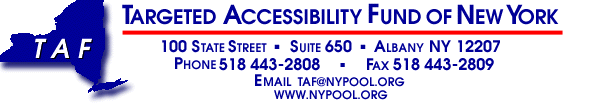 TAF
TARGETED ACCESSIBILITY FUND OF NEW YORK
100 STATE STREET ▪ SUITE 650 ▪ ALBANY NY 12207
PHONE 518 443-2808 ▪ FAX 518 443-2809
EMAIL TAF@NYPOOL.ORG
WWW.NYPOOL.ORG